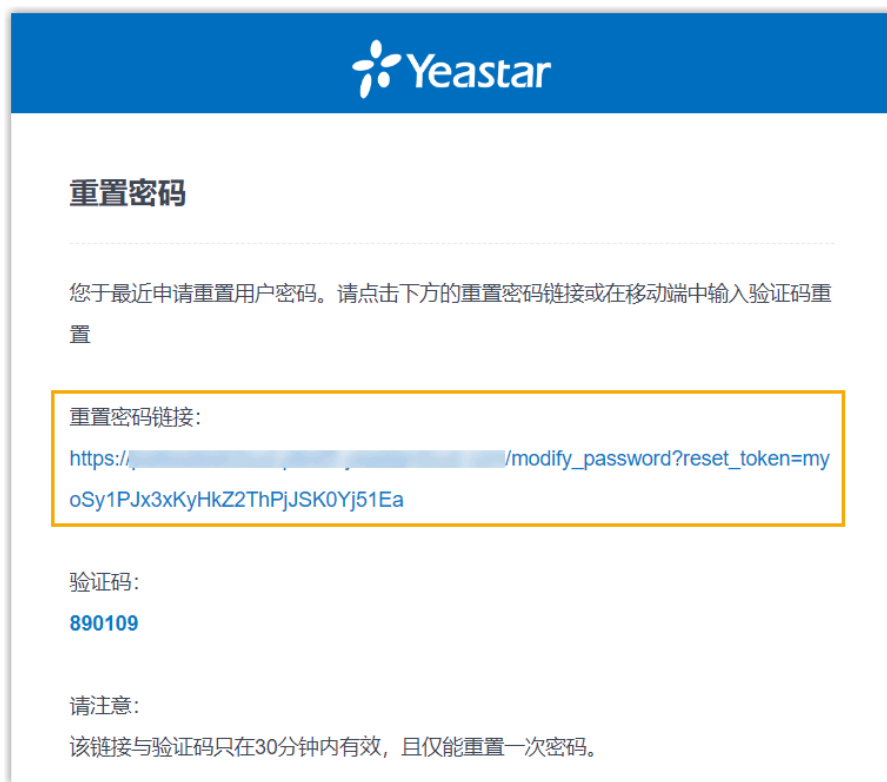 Yeastar
重置密码
您于最近申请重置用户密码。请点击下方的重置密码链接或在移动端中输入验证码重
置
重置密码链接：
https:// /modify_password?reset_token=my
oSy1PJx3xKyHkZ2ThPjJSK0Yj51Ea
验证码：
890109
请注意：
该链接与验证码只在30分钟内有效，且仅能重置一次密码。